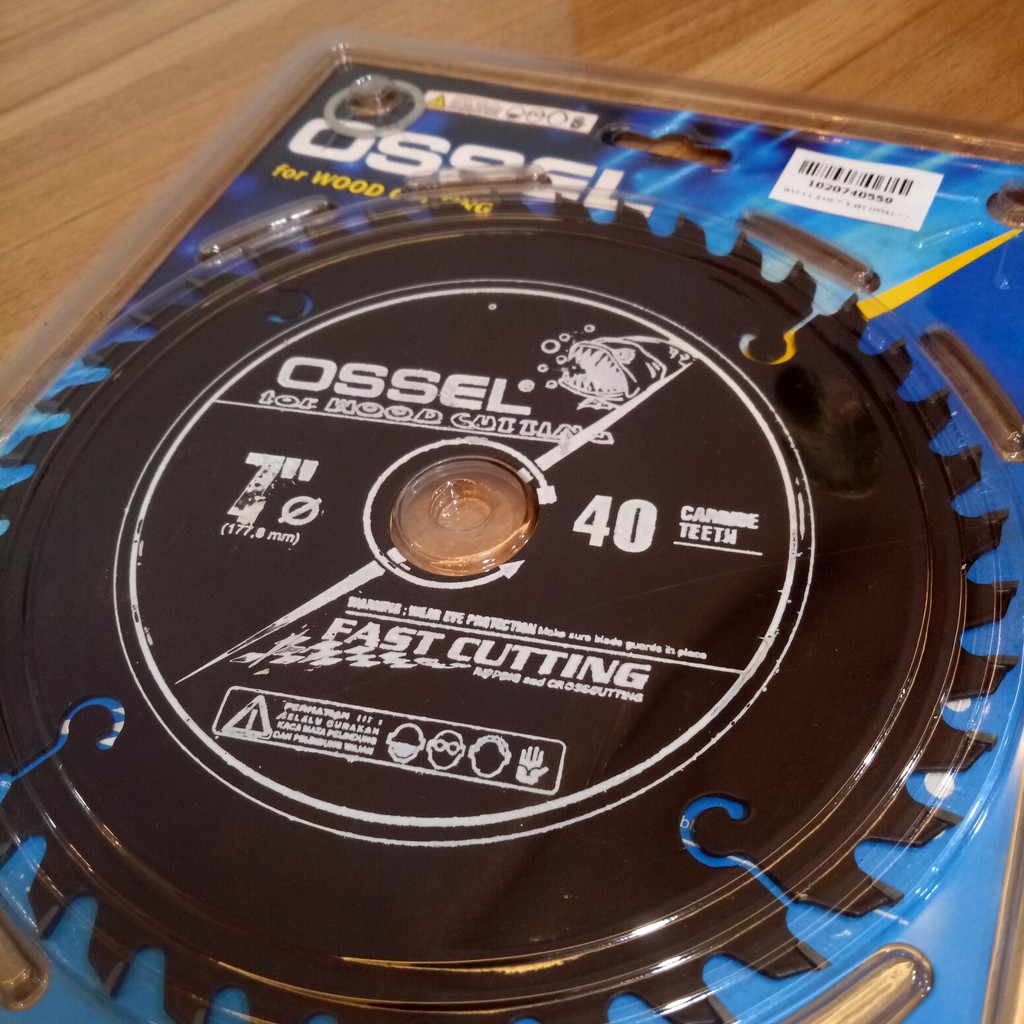 OSSEL
for WOOD CUTTING
1020740559
OSSEL
for WOOD CUTTING
7" Ø
(177,8 mm)
40 CARBIDE
TEETH
WARNING : WEAR EYE PROTECTION Make sure blade guards in place
FAST CUTTING
RIPPING and CROSSCUTTING
PERHATIAN !!! :
SELALU GUNAKAN
KACA MATA PELINDUNG
DAN PELINDUNG WAJAH